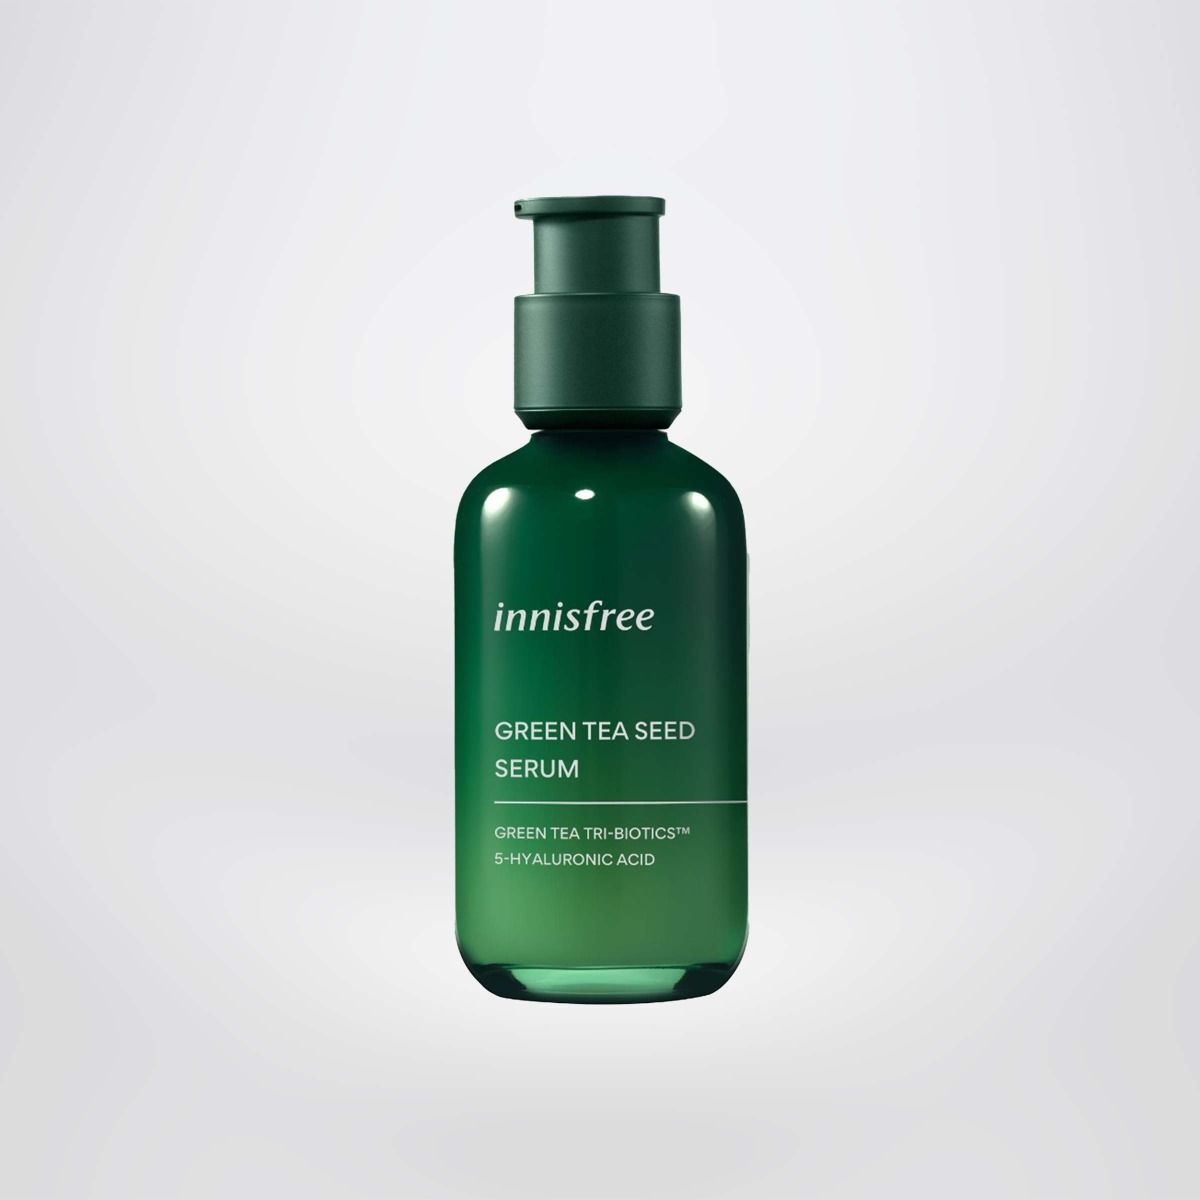 innisfree
GREEN TEA SEED
SERUM
GREEN TEA TRI-BIOTICS™
5-HYALURONIC ACID